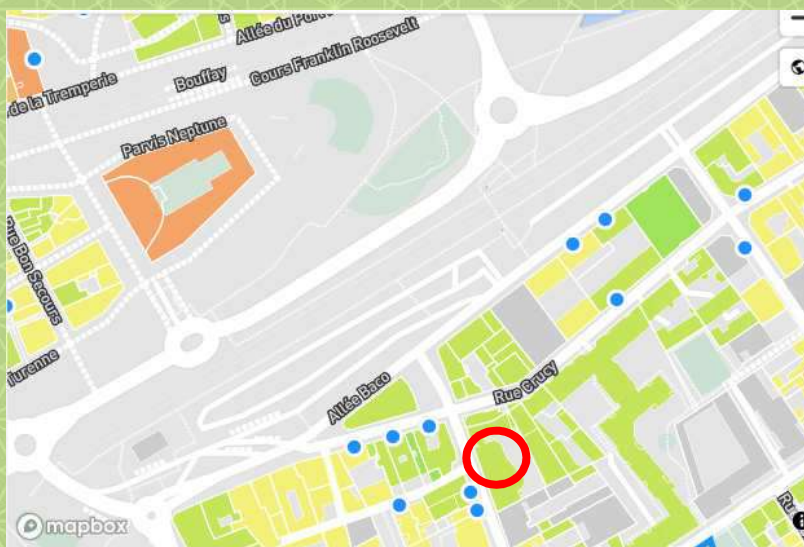 Allée du Port
Cours Franklin Roosevelt
Bouffay
de la Tremperie
Parvis Neptune
Rue Bon Secours
Turenne
Allée Baco
Rue Crucy
mapbox
Ru